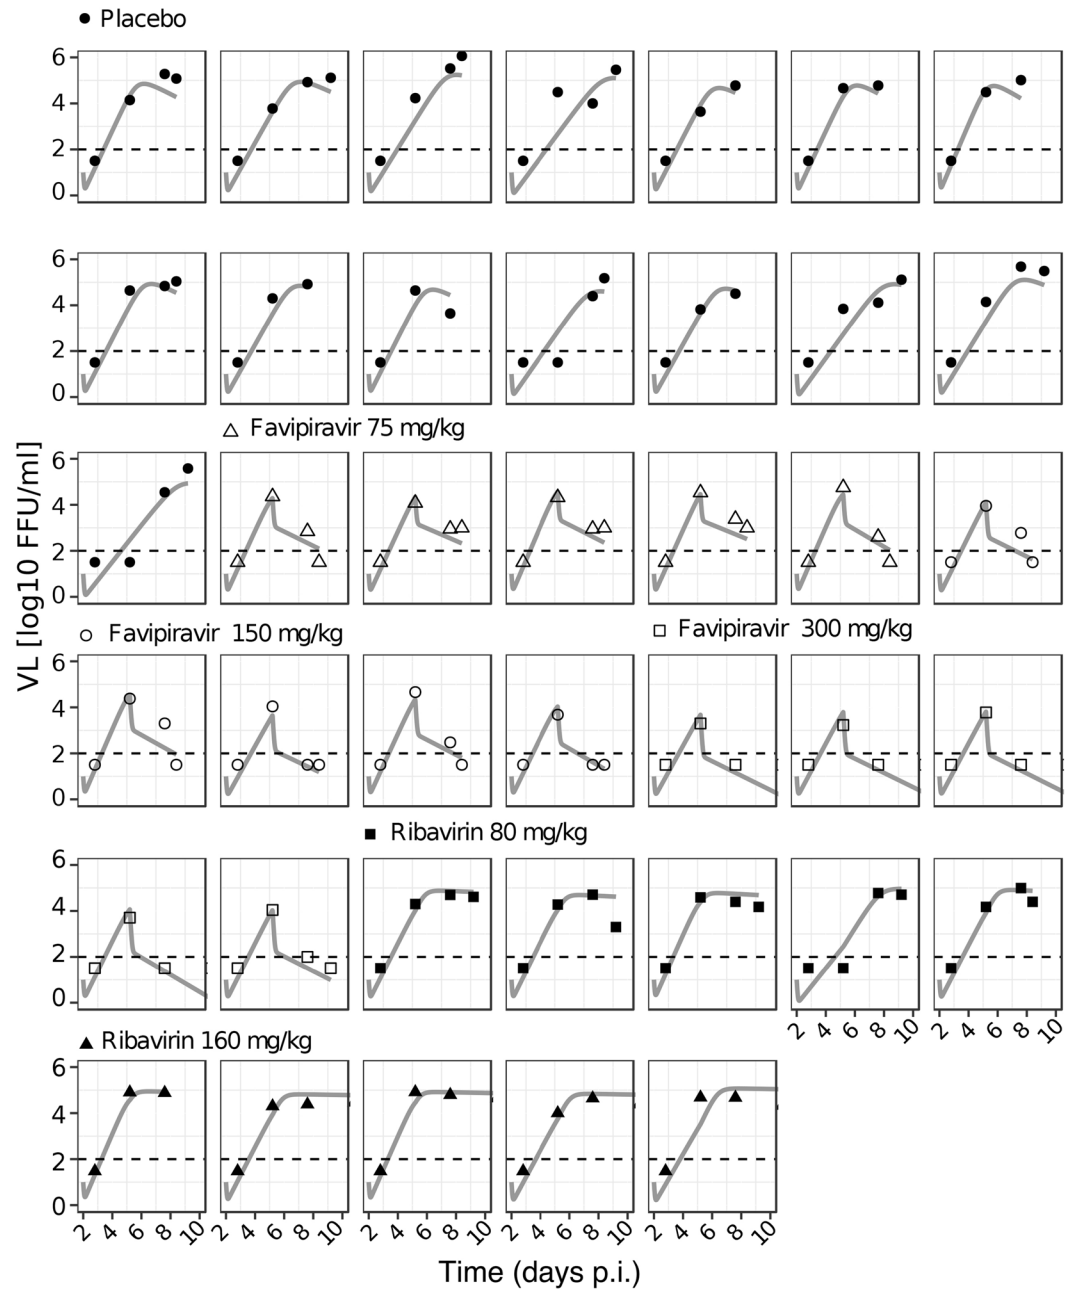 Placebo
6
4
2
0
6
4
2
0
Favipiravir 75 mg/kg
6
4
2
0
Favipiravir 150 mg/kg
Favipiravir 300 mg/kg
6
4
2
0
Ribavirin 80 mg/kg
6
4
2
0
2 4 6 8 10 2 4 6 8 10
Ribavirin 160 mg/kg
6
4
2
0
2 4 6 8 10 2 4 6 8 10 2 4 6 8 10 2 4 6 8 10 2 4 6 8 10
Time (days p.i.)
VL [log10 FFU/ml]